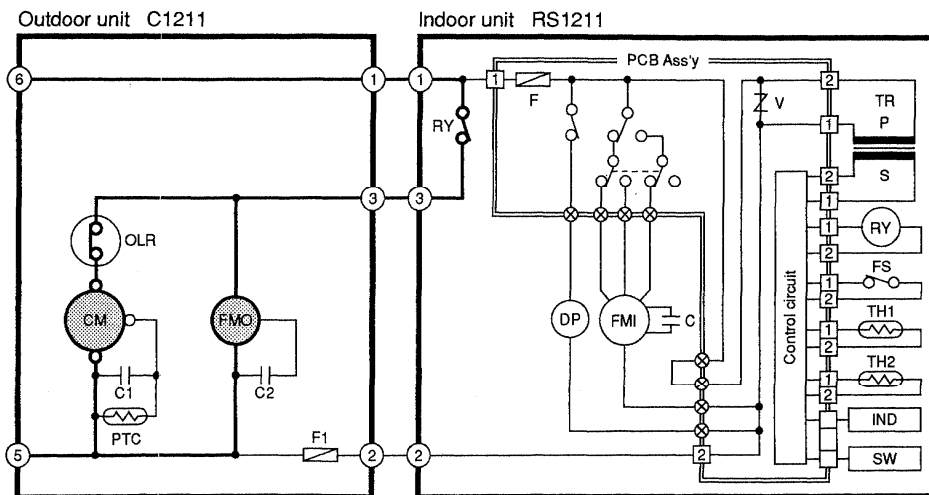 Outdoor unit C1211
Indoor unit RS1211
PCB Ass'y
6
1
1
1
F
2
V
TR
P
RY
1
2
S
1
3
3
1
RY
2
OLR
1
FS
2
CM
FMO
DP
FMI
C
Control circuit
1
TH1
2
C1
C2
1
TH2
2
PTC
IND
F1
5
2
2
2
SW